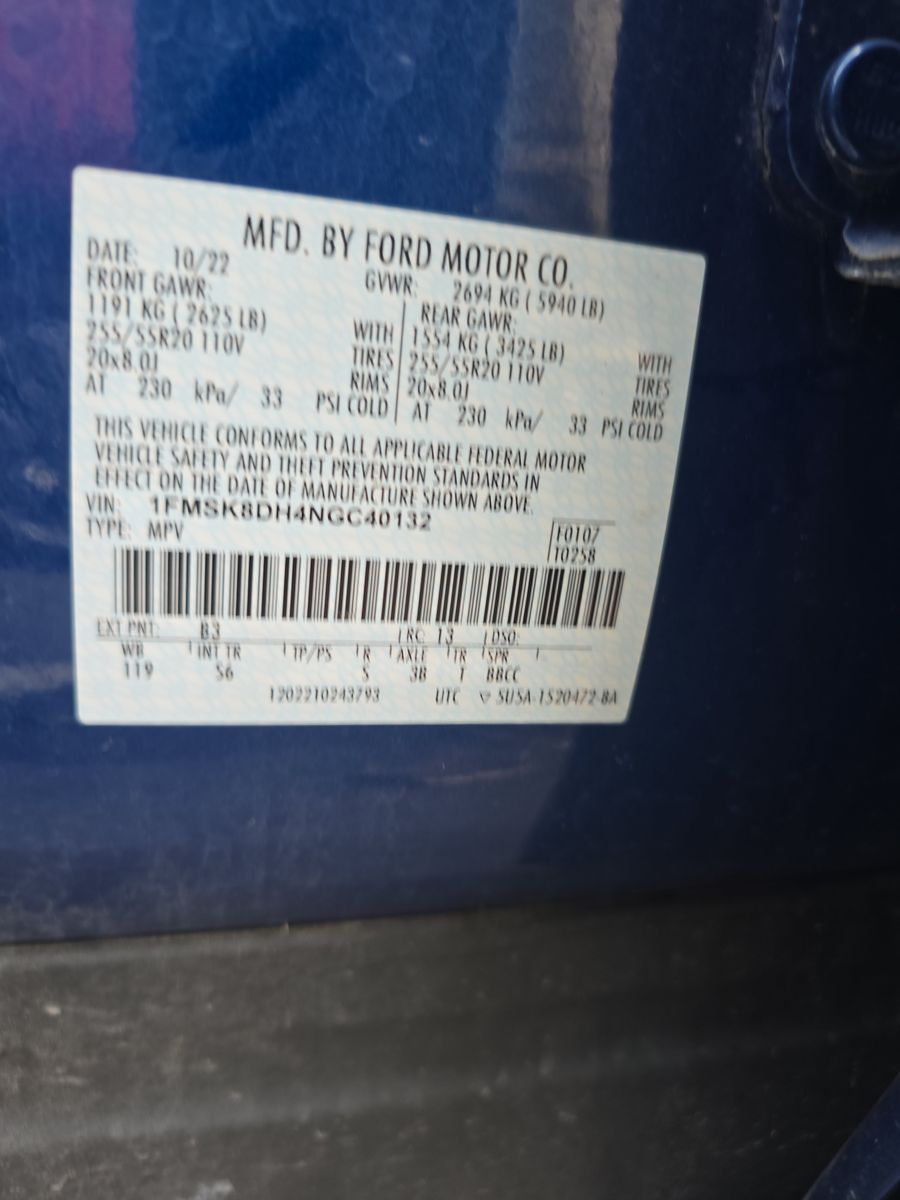 MFD. BY FORD MOTOR CO.
DATE: 10/22 GVWR: 2694 KG ( 5940 LB)
FRONT GAWR: REAR GAWR:
1191 KG ( 2625 LB) WITH 1554 KG ( 3425 LB) WITH
255/55R20 110V TIRES 255/55R20 110V TIRES
20x8.0J RIMS 20x8.0J RIMS
AT 230 kPa/ 33 PSI COLD AT 230 kPa/ 33 PSI COLD
THIS VEHICLE CONFORMS TO ALL APPLICABLE FEDERAL MOTOR
VEHICLE SAFETY AND THEFT PREVENTION STANDARDS IN
EFFECT ON THE DATE OF MANUFACTURE SHOWN ABOVE.
VIN: 1FMSK8DH4NGC40132
TYPE: MPV
F0107
T0258
EXT PNT: B3 RC: 13 DSO:
WB INT TR TP/PS R AXLE TR SPR
119 S6 5 3B T BBCC
1202210243793 UTC ▽ 5U5A-1520472-BA